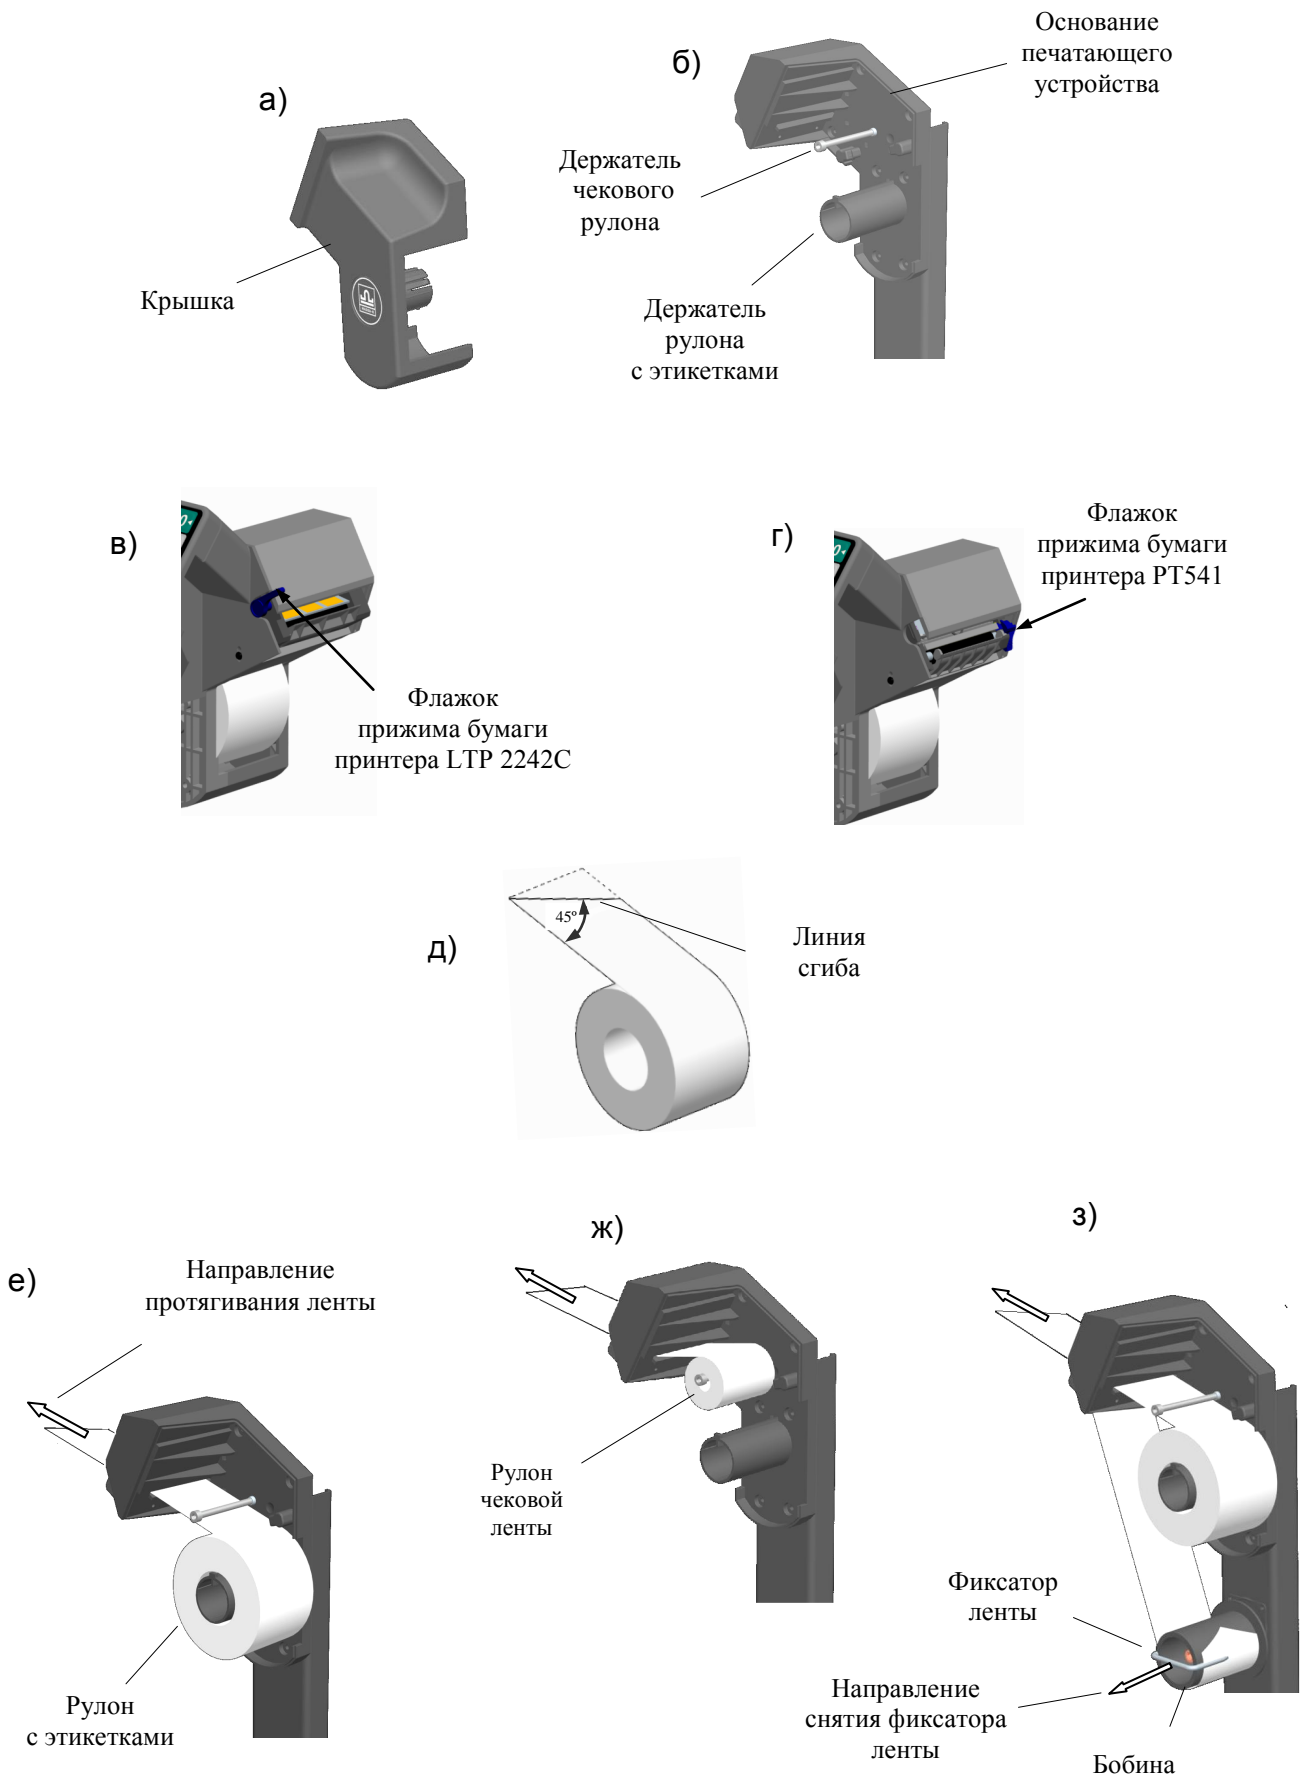 а)
Крышка
б)
Основание
печатающего
устройства
Держатель
чекового
рулона
Держатель
рулона
с этикетками
в)
Флажок
прижима бумаги
принтера LTP 2242C
г)
Флажок
прижима бумаги
принтера PT541
д)
45º
Линия
сгиба
е)
Направление
протягивания ленты
Рулон
с этикетками
ж)
Рулон
чековой
ленты
з)
Фиксатор
ленты
Направление
снятия фиксатора
ленты
Бобина